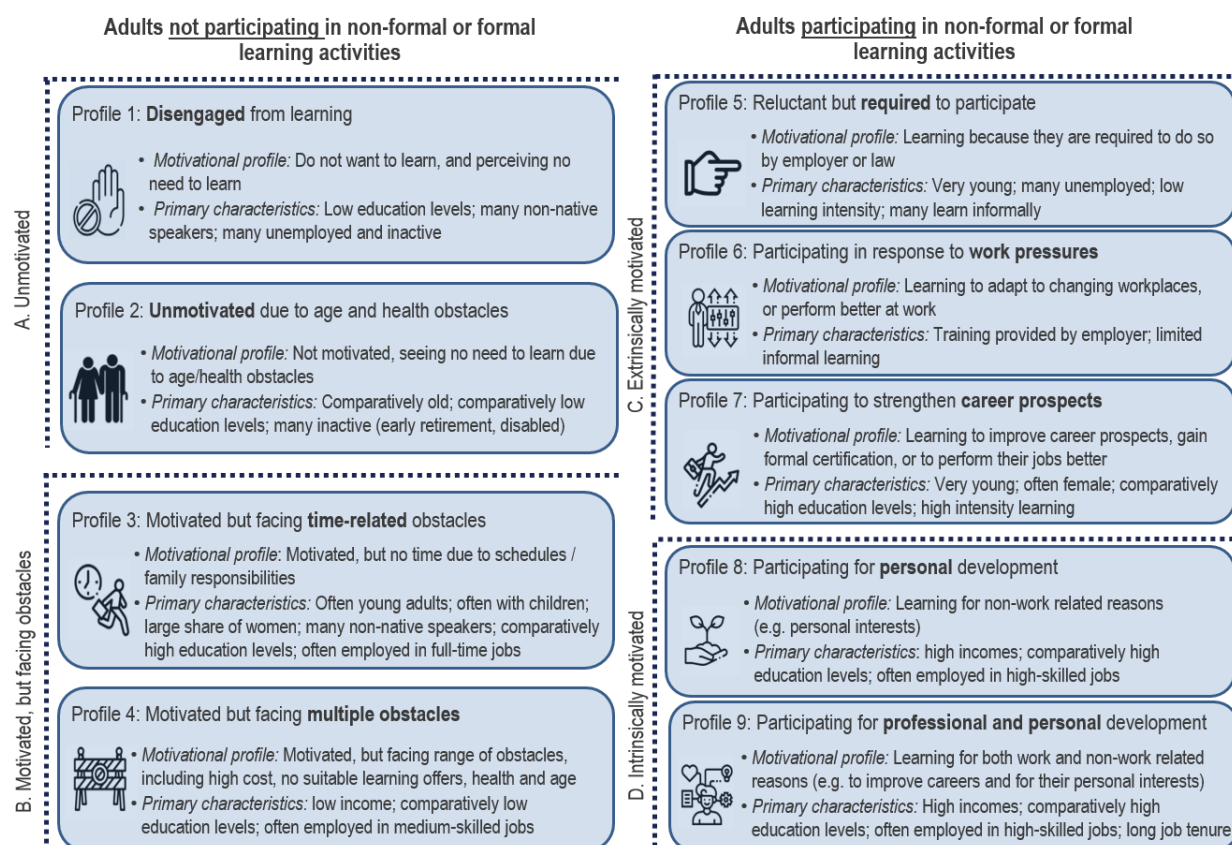 Adults not participating in non-formal or formal
learning activities
A. Unmotivated
Profile 1: Disengaged from learning
• Motivational profile: Do not want to learn, and perceiving no
need to learn
• Primary characteristics: Low education levels; many non-native
speakers; many unemployed and inactive
Profile 2: Unmotivated due to age and health obstacles
• Motivational profile: Not motivated, seeing no need to learn due
to age/health obstacles
• Primary characteristics: Comparatively old; comparatively low
education levels; many inactive (early retirement, disabled)
B. Motivated, but facing obstacles
Profile 3: Motivated but facing time-related obstacles
• Motivational profile: Motivated, but no time due to schedules /
family responsibilities
• Primary characteristics: Often young adults; often with children;
large share of women; many non-native speakers; comparatively
high education levels; often employed in full-time jobs
Profile 4: Motivated but facing multiple obstacles
• Motivational profile: Motivated, but facing range of obstacles,
including high cost, no suitable learning offers, health and age
• Primary characteristics: low income; comparatively low
education levels; often employed in medium-skilled jobs
Adults participating in non-formal or formal
learning activities
C. Extrinsically motivated
Profile 5: Reluctant but required to participate
• Motivational profile: Learning because they are required to do so
by employer or law
• Primary characteristics: Very young; many unemployed; low
learning intensity; many learn informally
Profile 6: Participating in response to work pressures
• Motivational profile: Learning to adapt to changing workplaces,
or perform better at work
• Primary characteristics: Training provided by employer; limited
informal learning
Profile 7: Participating to strengthen career prospects
• Motivational profile: Learning to improve career prospects, gain
formal certification, or to perform their jobs better
• Primary characteristics: Very young; often female; comparatively
high education levels; high intensity learning
D. Intrinsically motivated
Profile 8: Participating for personal development
• Motivational profile: Learning for non-work related reasons
(e.g. personal interests)
• Primary characteristics: high incomes; comparatively high
education levels; often employed in high-skilled jobs
Profile 9: Participating for professional and personal development
• Motivational profile: Learning for both work and non-work related
reasons (e.g. to improve careers and for their personal interests)
• Primary characteristics: High incomes; comparatively high
education levels; often employed in high-skilled jobs; long job tenure